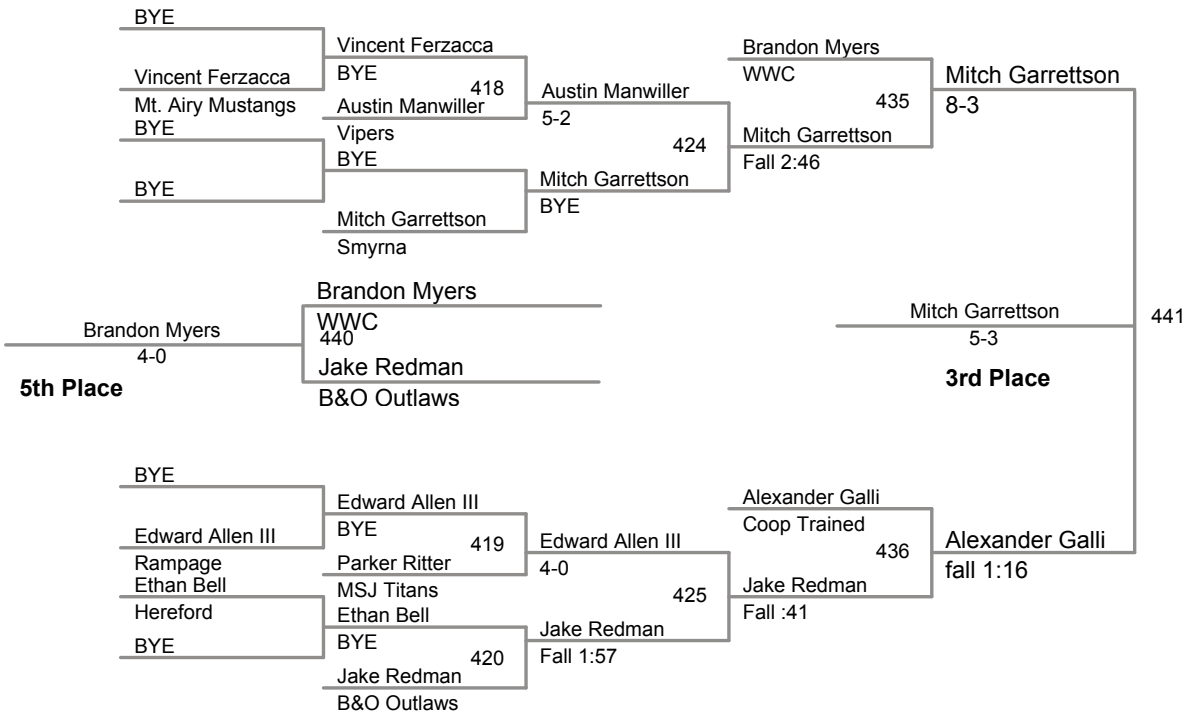 BYE
Vincent Ferzacca
BYE
Vincent Ferzacca
Mt. Airy Mustangs
418
Austin Manwiller
Vipers
Austin Manwiller
5-2
BYE
BYE
BYE
Mitch Garrettson
Smyrna
Mitch Garrettson
BYE
424
Brandon Myers
WWC
435
Mitch Garrettson
Fall 2:46
Mitch Garrettson
8-3
Brandon Myers
WWC
440
Jake Redman
B&O Outlaws
Brandon Myers
4-0
5th Place
Mitch Garrettson
5-3
3rd Place
441
BYE
Edward Allen III
BYE
Edward Allen III
Rampage
419
Parker Ritter
MSJ Titans
Edward Allen III
4-0
Ethan Bell
Hereford
Ethan Bell
BYE
BYE
420
Jake Redman
B&O Outlaws
Jake Redman
Fall 1:57
425
Alexander Galli
Coop Trained
436
Jake Redman
Fall :41
Alexander Galli
fall 1:16